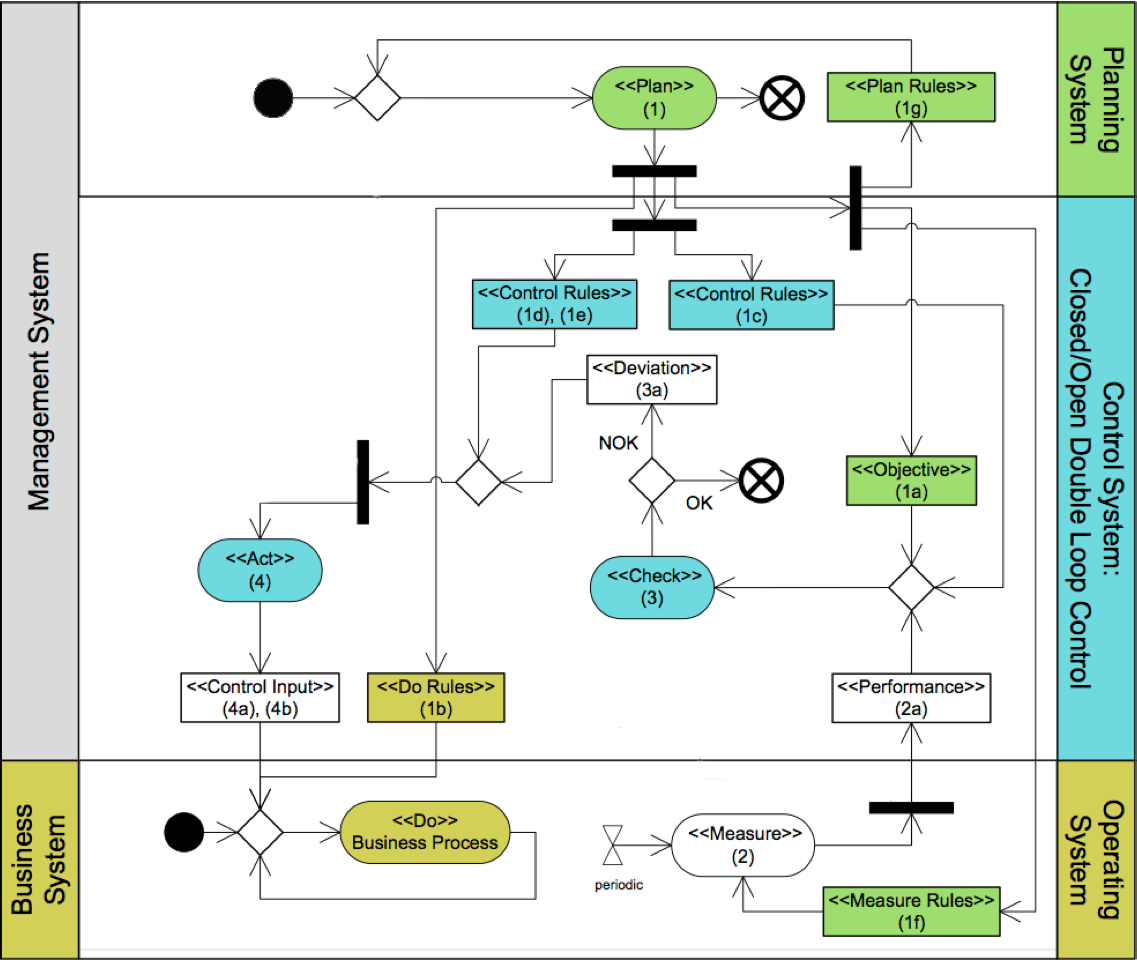 Management System
Business
System
Planning
System
Control System:
Closed/Open Double Loop Control
Operating
System
<<Plan>>
(1)
<<Plan Rules>>
(1g)
<<Control Rules>>
(1d), (1e)
<<Control Rules>>
(1c)
<<Deviation>>
(3a)
NOK
OK
<<Objective>>
(1a)
<<Act>>
(4)
<<Check>>
(3)
<<Control Input>>
(4a), (4b)
<<Do Rules>>
(1b)
<<Performance>>
(2a)
<<Do>>
Business Process
<<Measure>>
(2)
periodic
<<Measure Rules>>
(1f)